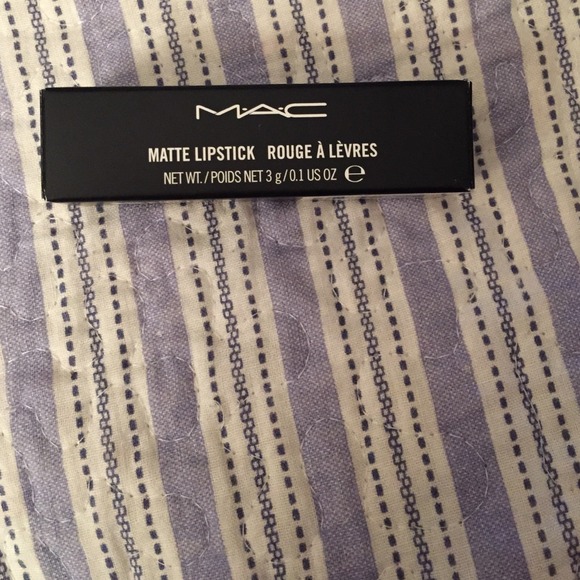 M·A·C
MATTE LIPSTICK ROUGE À LÈVRES
NET WT./POIDS NET 3 g/0.1 US OZ ℮